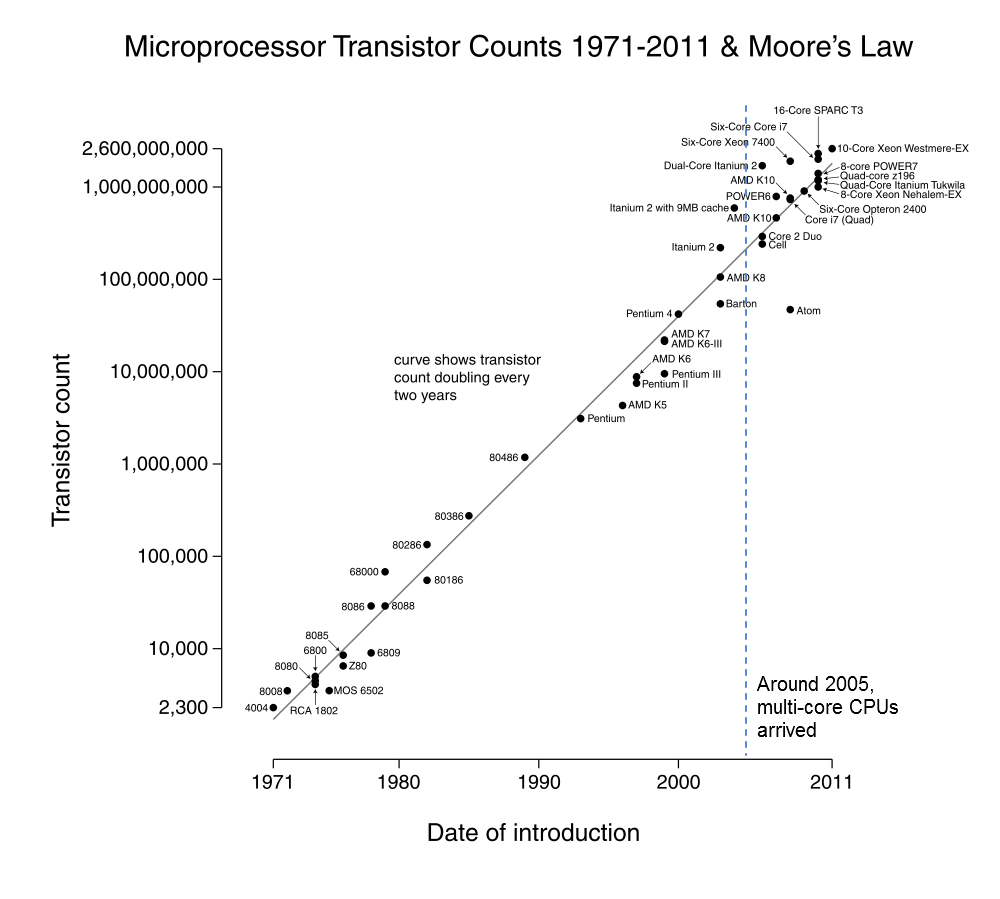 Microprocessor Transistor Counts 1971-2011 & Moore's Law
16-Core SPARC T3
Six-Core Core i7
Six-Core Xeon 7400
10-Core Xeon Westmere-EX
Dual-Core Itanium 2
8-core POWER7
Quad-core z196
AMD K10
Quad-Core Itanium Tukwila
POWER6
8-Core Xeon Nehalem-EX
Itanium 2 with 9MB cache
Six-Core Opteron 2400
AMD K10
Core i7 (Quad)
Core 2 Duo
Itanium 2
Cell
AMD K8
Barton
Atom
Pentium 4
AMD K7
AMD K6-III
curve shows transistor
count doubling every
two years
AMD K6
Pentium III
Pentium II
AMD K5
Pentium
80486
80386
80286
68000
80186
8086
8088
8085
6800
6809
8080
Z80
8008
MOS 6502
4004
RCA 1802
2,600,000,000,000
1,000,000,000
100,000,000
10,000,000
1,000,000
100,000
10,000
2,300
Transistor count
Around 2005,
multi-core CPUs
arrived
1971 1980 1990 2000 2011
Date of introduction